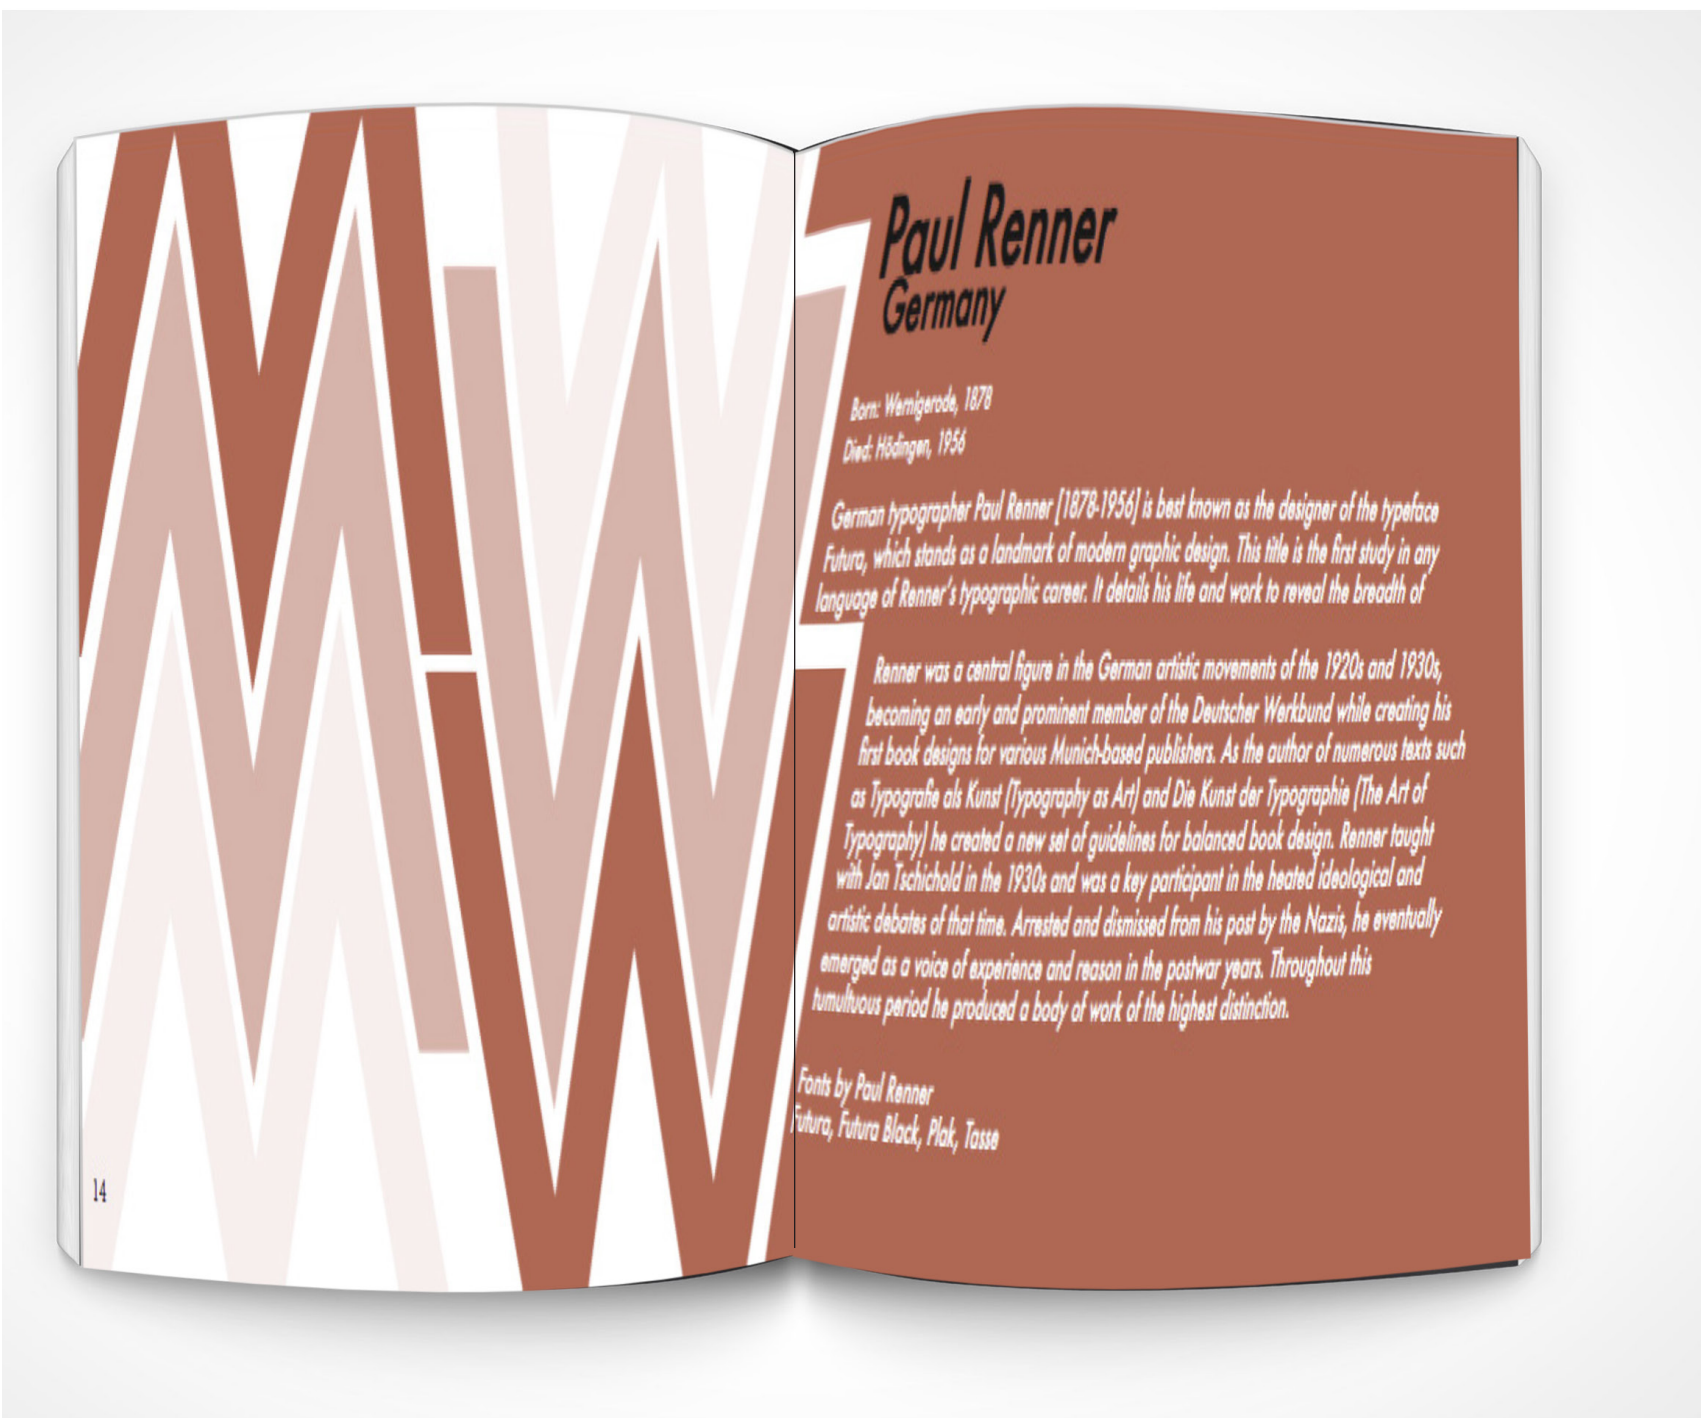 Paul Renner
Germany
Born: Wernigerode, 1878
Died: Hödingen, 1956
German typographer Paul Renner [1878-1956] is best known as the designer of the typeface
Futura, which stands as a landmark of modern graphic design. This title is the first study in any
language of Renner's typographic career. It details his life and work to reveal the breadth of
Renner was a central figure in the German artistic movements of the 1920s and 1930s,
becoming an early and prominent member of the Deutscher Werkbund while creating his
first book designs for various Munich-based publishers. As the author of numerous texts such
as Typografie als Kunst (Typography as Art) and Die Kunst der Typographie (The Art of
Typography) he created a new set of guidelines for balanced book design. Renner taught
with Jan Tschichold in the 1930s and was a key participant in the heated ideological and
artistic debates of that time. Arrested and dismissed from his post by the Nazis, he eventually
emerged as a voice of experience and reason in the postwar years. Throughout this
tumultuous period he produced a body of work of the highest distinction.
Fonts by Paul Renner
Futura, Futura Black, Plak, Tasse
14